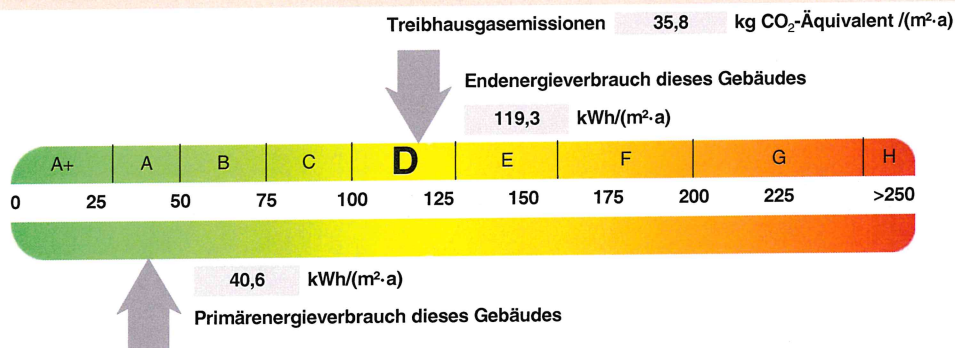 Treibhausgasemissionen 35,8 kg CO₂-Äquivalent /(m²·a)
Endenergieverbrauch dieses Gebäudes
119,3 kWh/(m²·a)
A+ A B C D E F G H
0 25 50 75 100 125 150 175 200 225 >250
40,6 kWh/(m²·a)
Primärenergieverbrauch dieses Gebäudes